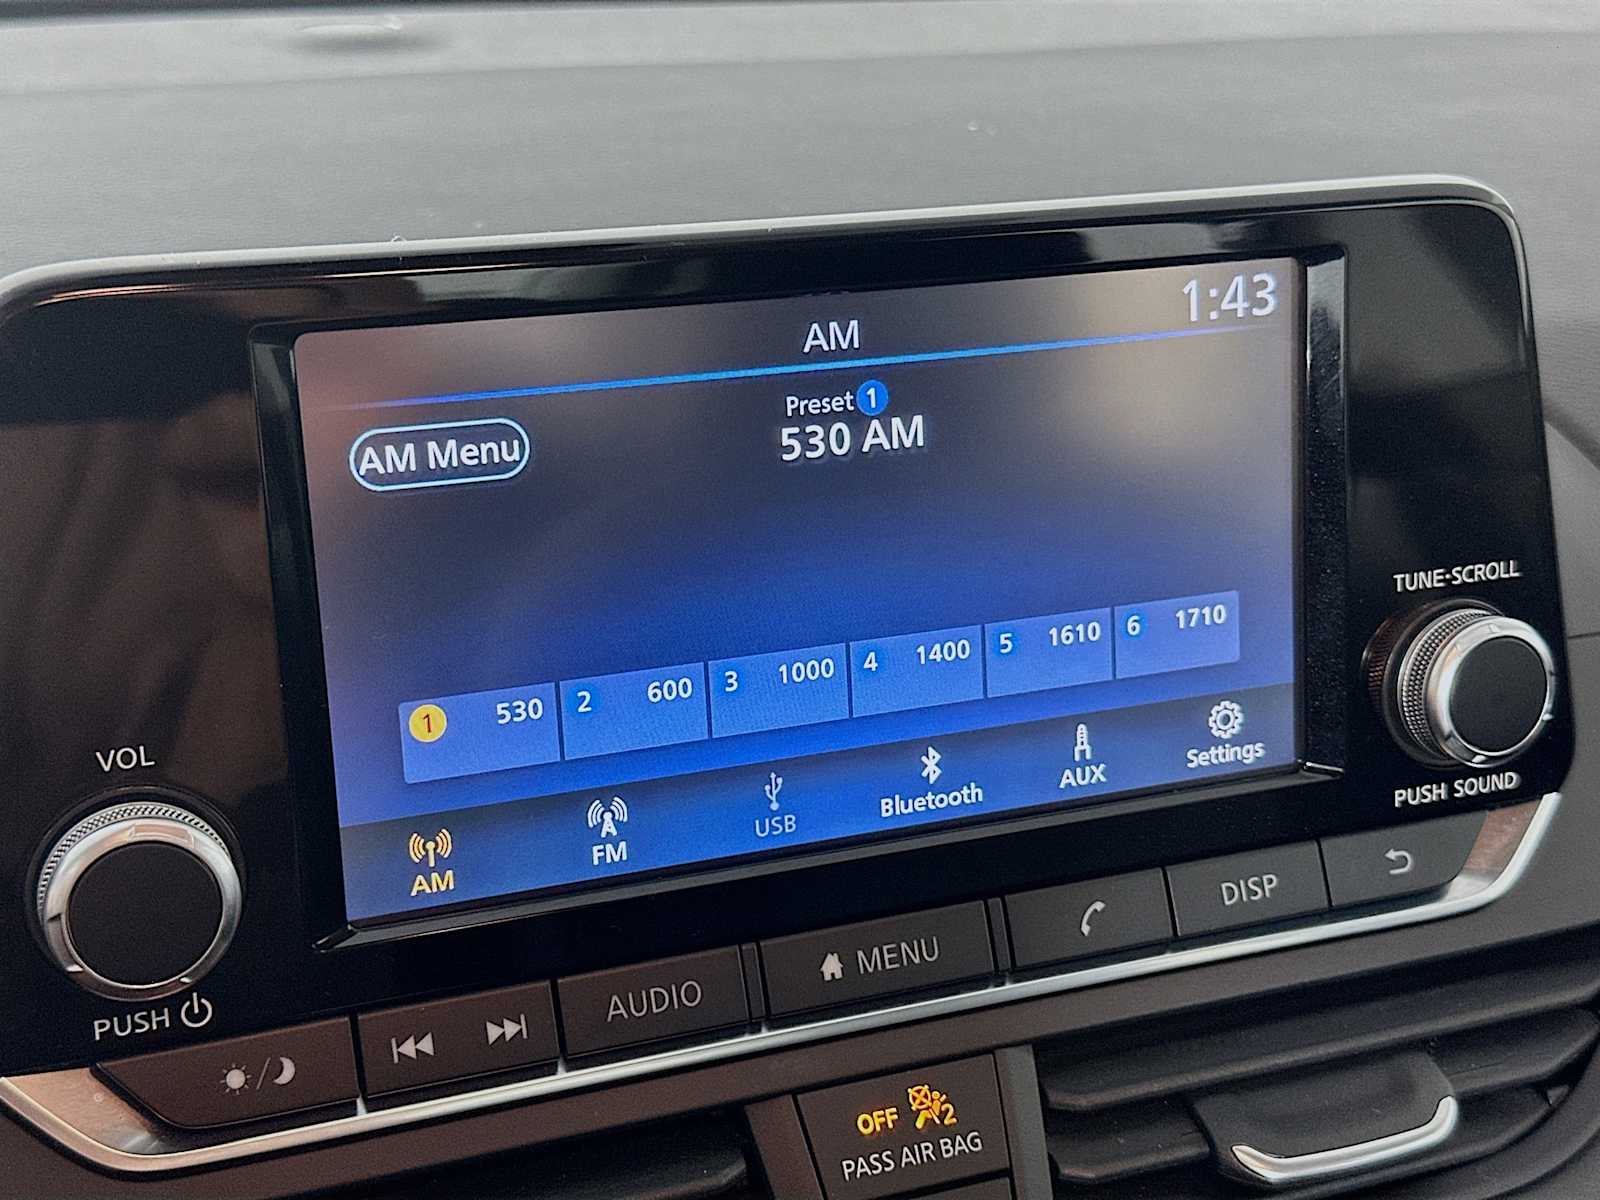 1:43
AM
Preset 1
530 AM
AM Menu
1 530 2 600 3 1000 4 1400 5 1610 6 1710
AM FM USB Bluetooth AUX Settings
VOL
PUSH
TUNE·SCROLL
PUSH SOUND
AUDIO MENU DISP
OFF 2
PASS AIR BAG